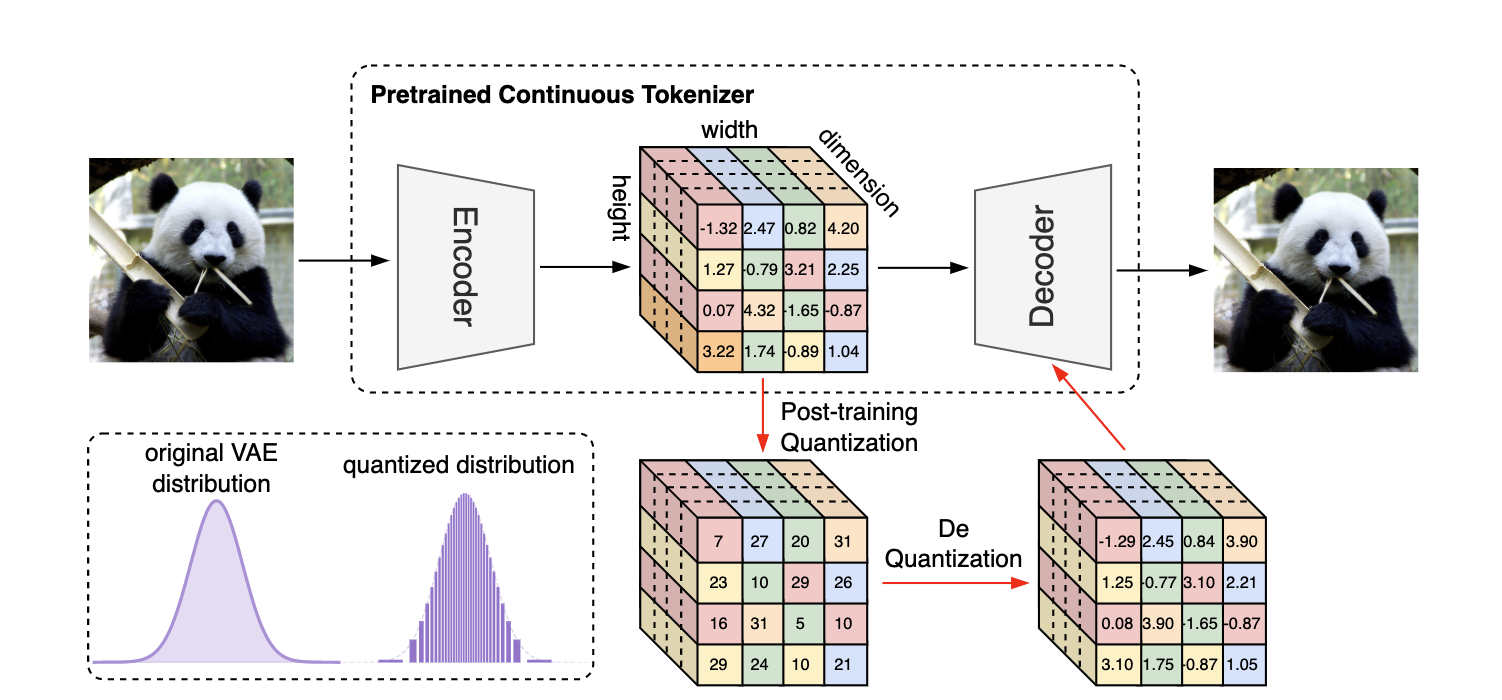 Pretrained Continuous Tokenizer
width
dimension
height
Encoder
-1.32 2.47 0.82 4.20
1.27 -0.79 3.21 2.25
0.07 4.32 -1.65 -0.87
3.22 1.74 -0.89 1.04
Decoder
Post-training
Quantization
original VAE
distribution
quantized distribution
7 27 20 31
23 10 29 26
16 31 5 10
29 24 10 21
De
Quantization
-1.29 2.45 0.84 3.90
1.25 -0.77 3.10 2.21
0.08 3.90 -1.65 -0.87
3.10 1.75 -0.87 1.05